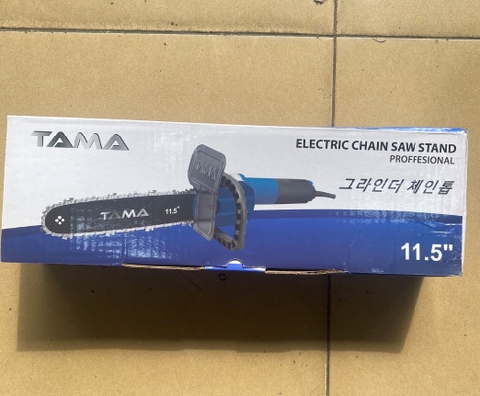 TAMA
ELECTRIC CHAIN SAW STAND
PROFFESIONAL
그라인더 체인톱
TAMA 11.5"
11.5"